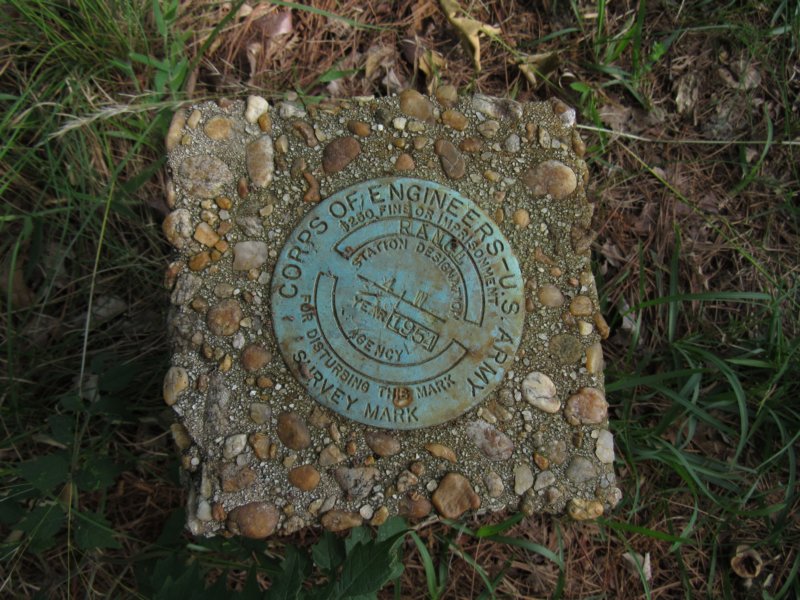 CORPS OF ENGINEERS-U.S. ARMY
$250 FINE OR IMPRISONMENT
STATION DESIGNATION
YEAR 1951
AGENCY
FOR DISTURBING THIS MARK
SURVEY MARK